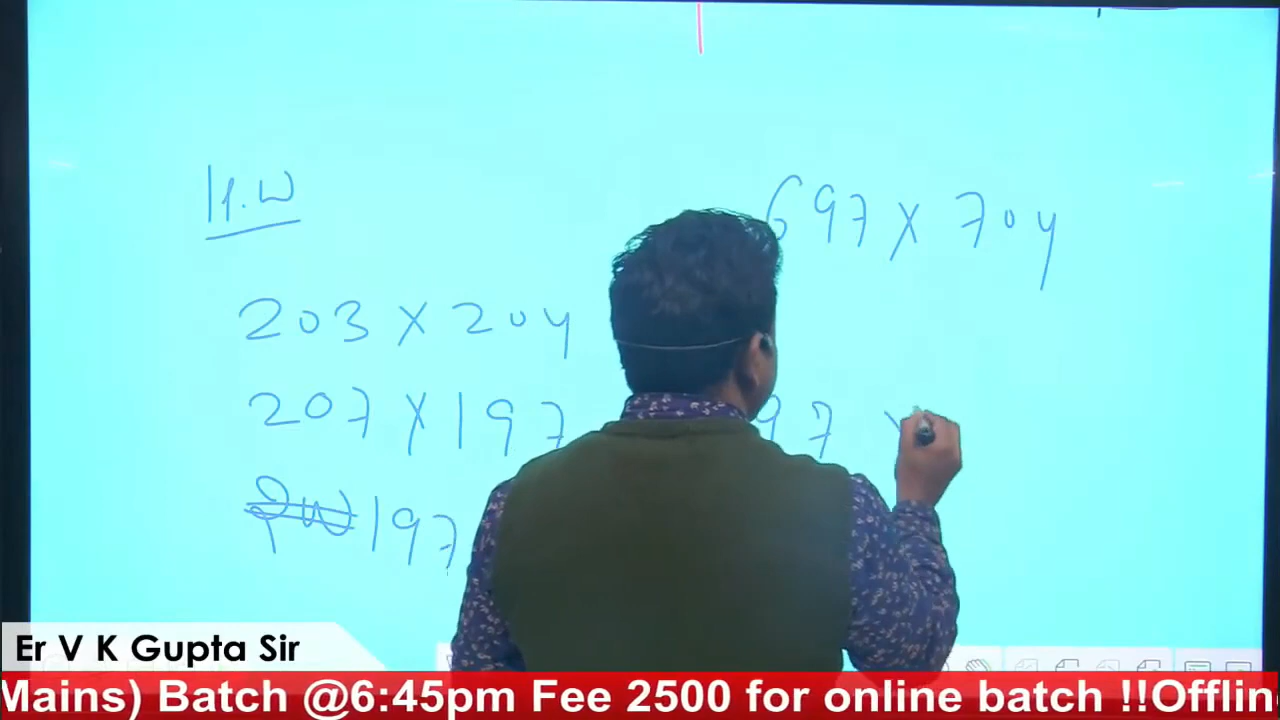 H.W
697 X 704
203 X 204
207 X 197
97 X
197
Er V K Gupta Sir
Mains) Batch @6:45pm Fee 2500 for online batch !!Offlin